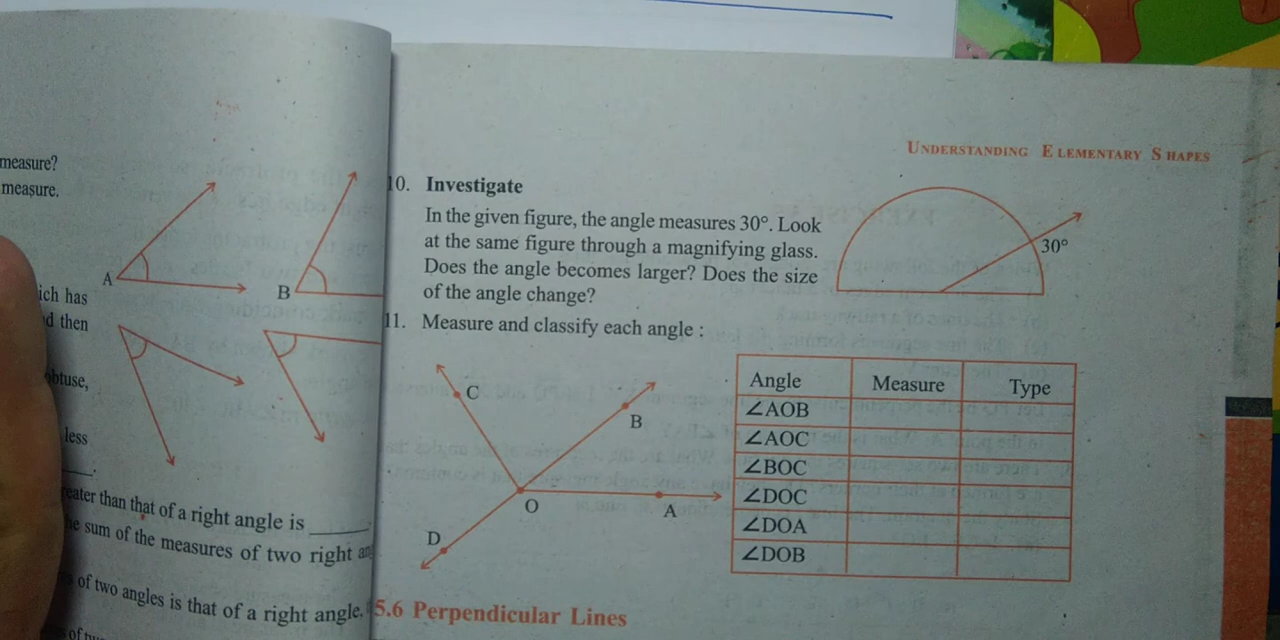 measure?
measure.
A
B
ich has
d then
btuse,
less
eater than that of a right angle is
e sum of the measures of two right
of two angles is that of a right angle.
UNDERSTANDING ELEMENTARY SHAPES
10. Investigate
In the given figure, the angle measures 30°. Look
at the same figure through a magnifying glass.
Does the angle becomes larger? Does the size
of the angle change?
30°
11. Measure and classify each angle :
C
B
O
A
D
Angle Measure Type
∠AOB
∠AOC
∠BOC
∠DOC
∠DOA
∠DOB
5.6 Perpendicular Lines